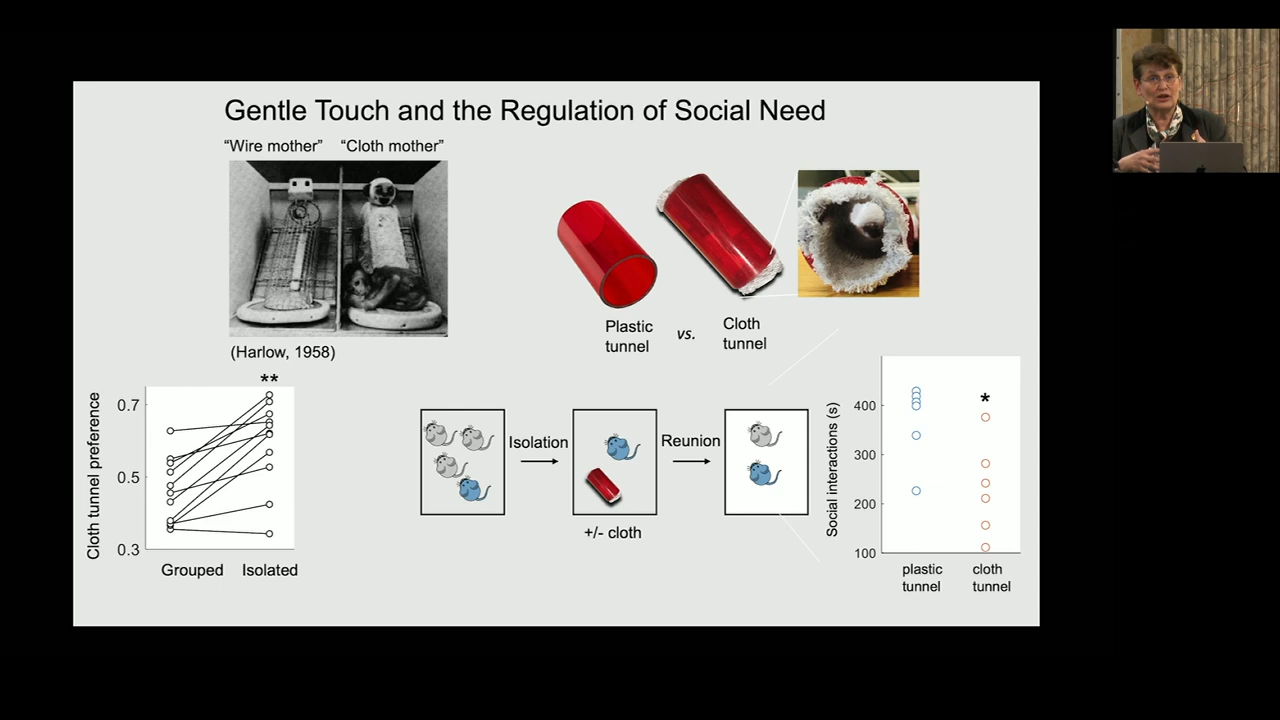 Gentle Touch and the Regulation of Social Need
“Wire mother” “Cloth mother”
(Harlow, 1958)
Plastic
tunnel
vs.
Cloth
tunnel
Cloth tunnel preference
**
0.7
0.5
0.3
Grouped Isolated
Isolation
Reunion
+/- cloth
Social interactions (s)
*
400
300
200
100
plastic
tunnel
cloth
tunnel